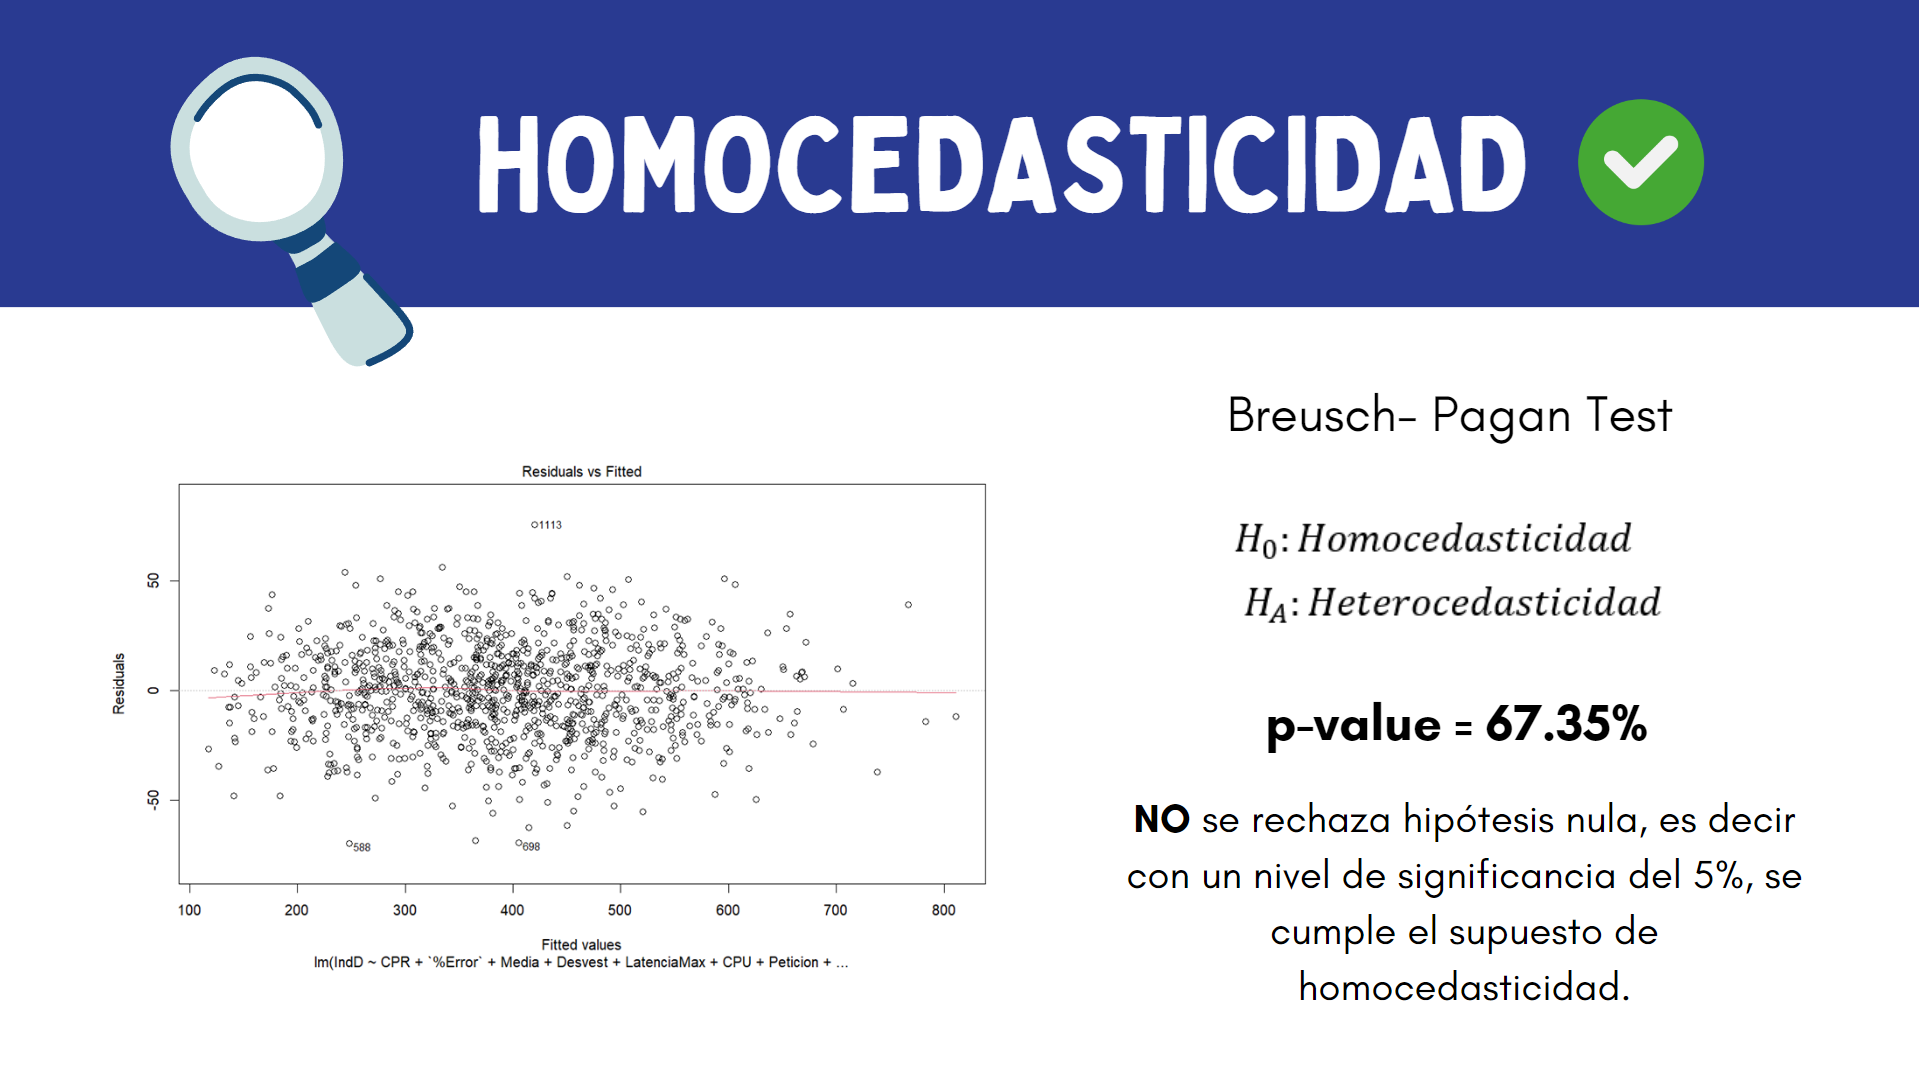 HOMOCEDASTICIDAD
Residuals vs Fitted
1113
588
698
50
0
-50
Residuals
100 200 300 400 500 600 700 800
Fitted values
lm(IndD ~ CPR + `%Error` + Media + Desvest + LatenciaMax + CPU + Peticion + ...
Breusch- Pagan Test
H₀: Homocedasticidad
H_A: Heterocedasticidad
p-value = 67.35%
NO se rechaza hipótesis nula, es decir
con un nivel de significancia del 5%, se
cumple el supuesto de
homocedasticidad.